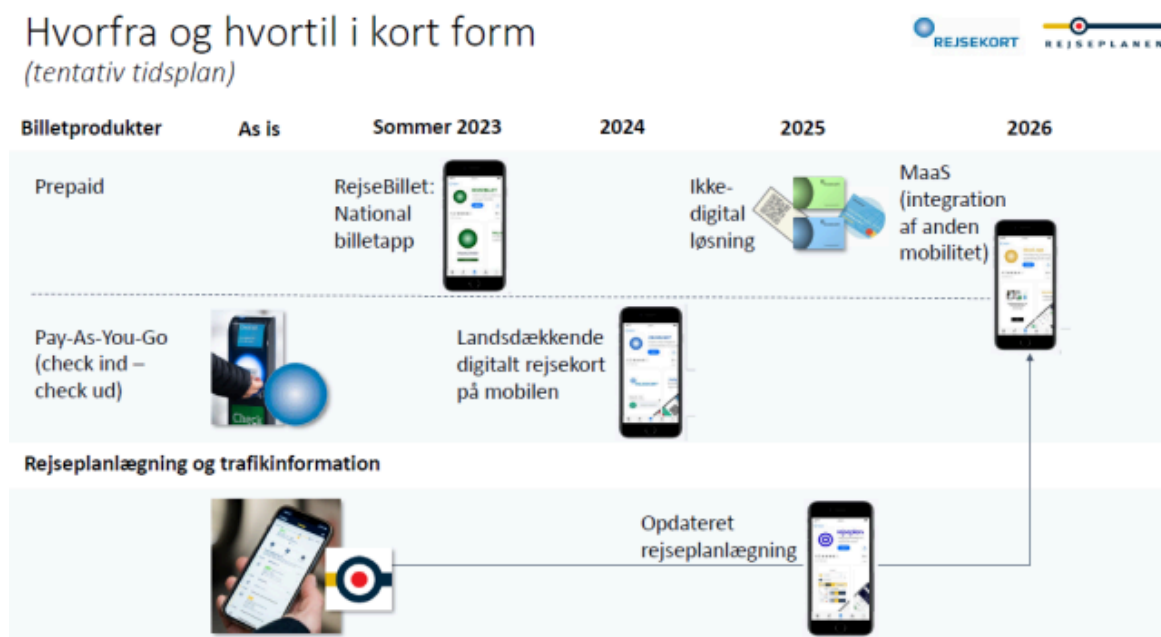 Hvorfra og hvortil i kort form
(tentativ tidsplan)
REJSEKORT
REJSEPLANEN
Billetprodukter
As is
Sommer 2023
2024
2025
2026
Prepaid
RejseBillet:
National
billetapp
Ikke-
digital
løsning
MaaS
(integration
af anden
mobilitet)
Pay-As-You-Go
(check ind –
check ud)
Check
Landsdækkende
digitalt rejsekort
på mobilen
Rejseplanlægning og trafikinformation
Opdateret
rejseplanlægning